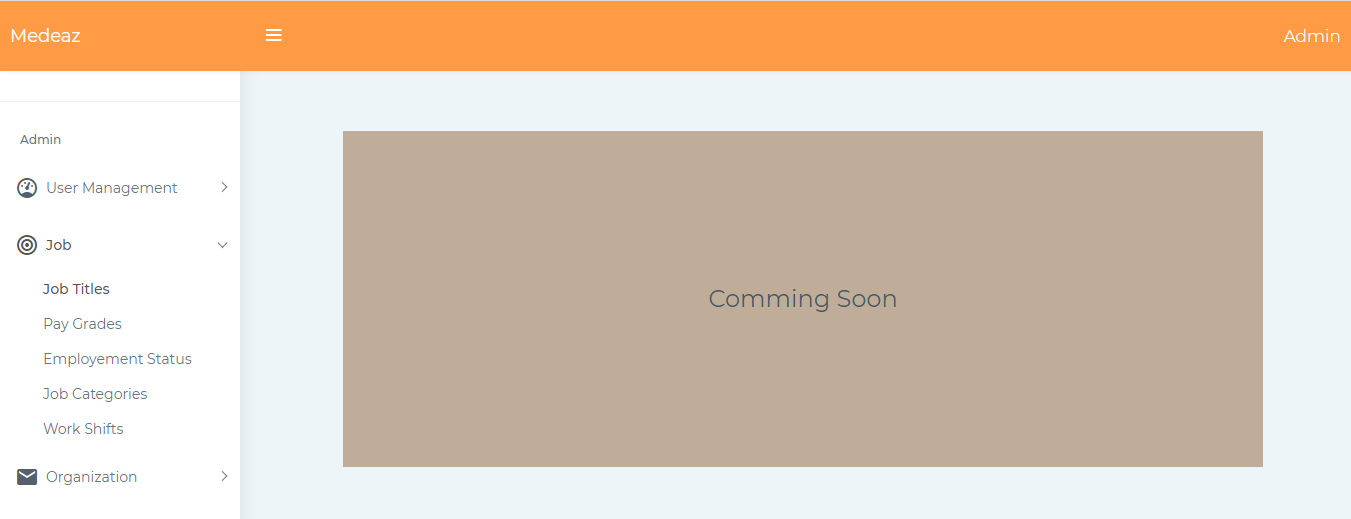 Medeaz
Admin
Admin
User Management
Job
Job Titles
Pay Grades
Employement Status
Job Categories
Work Shifts
Organization
Comming Soon